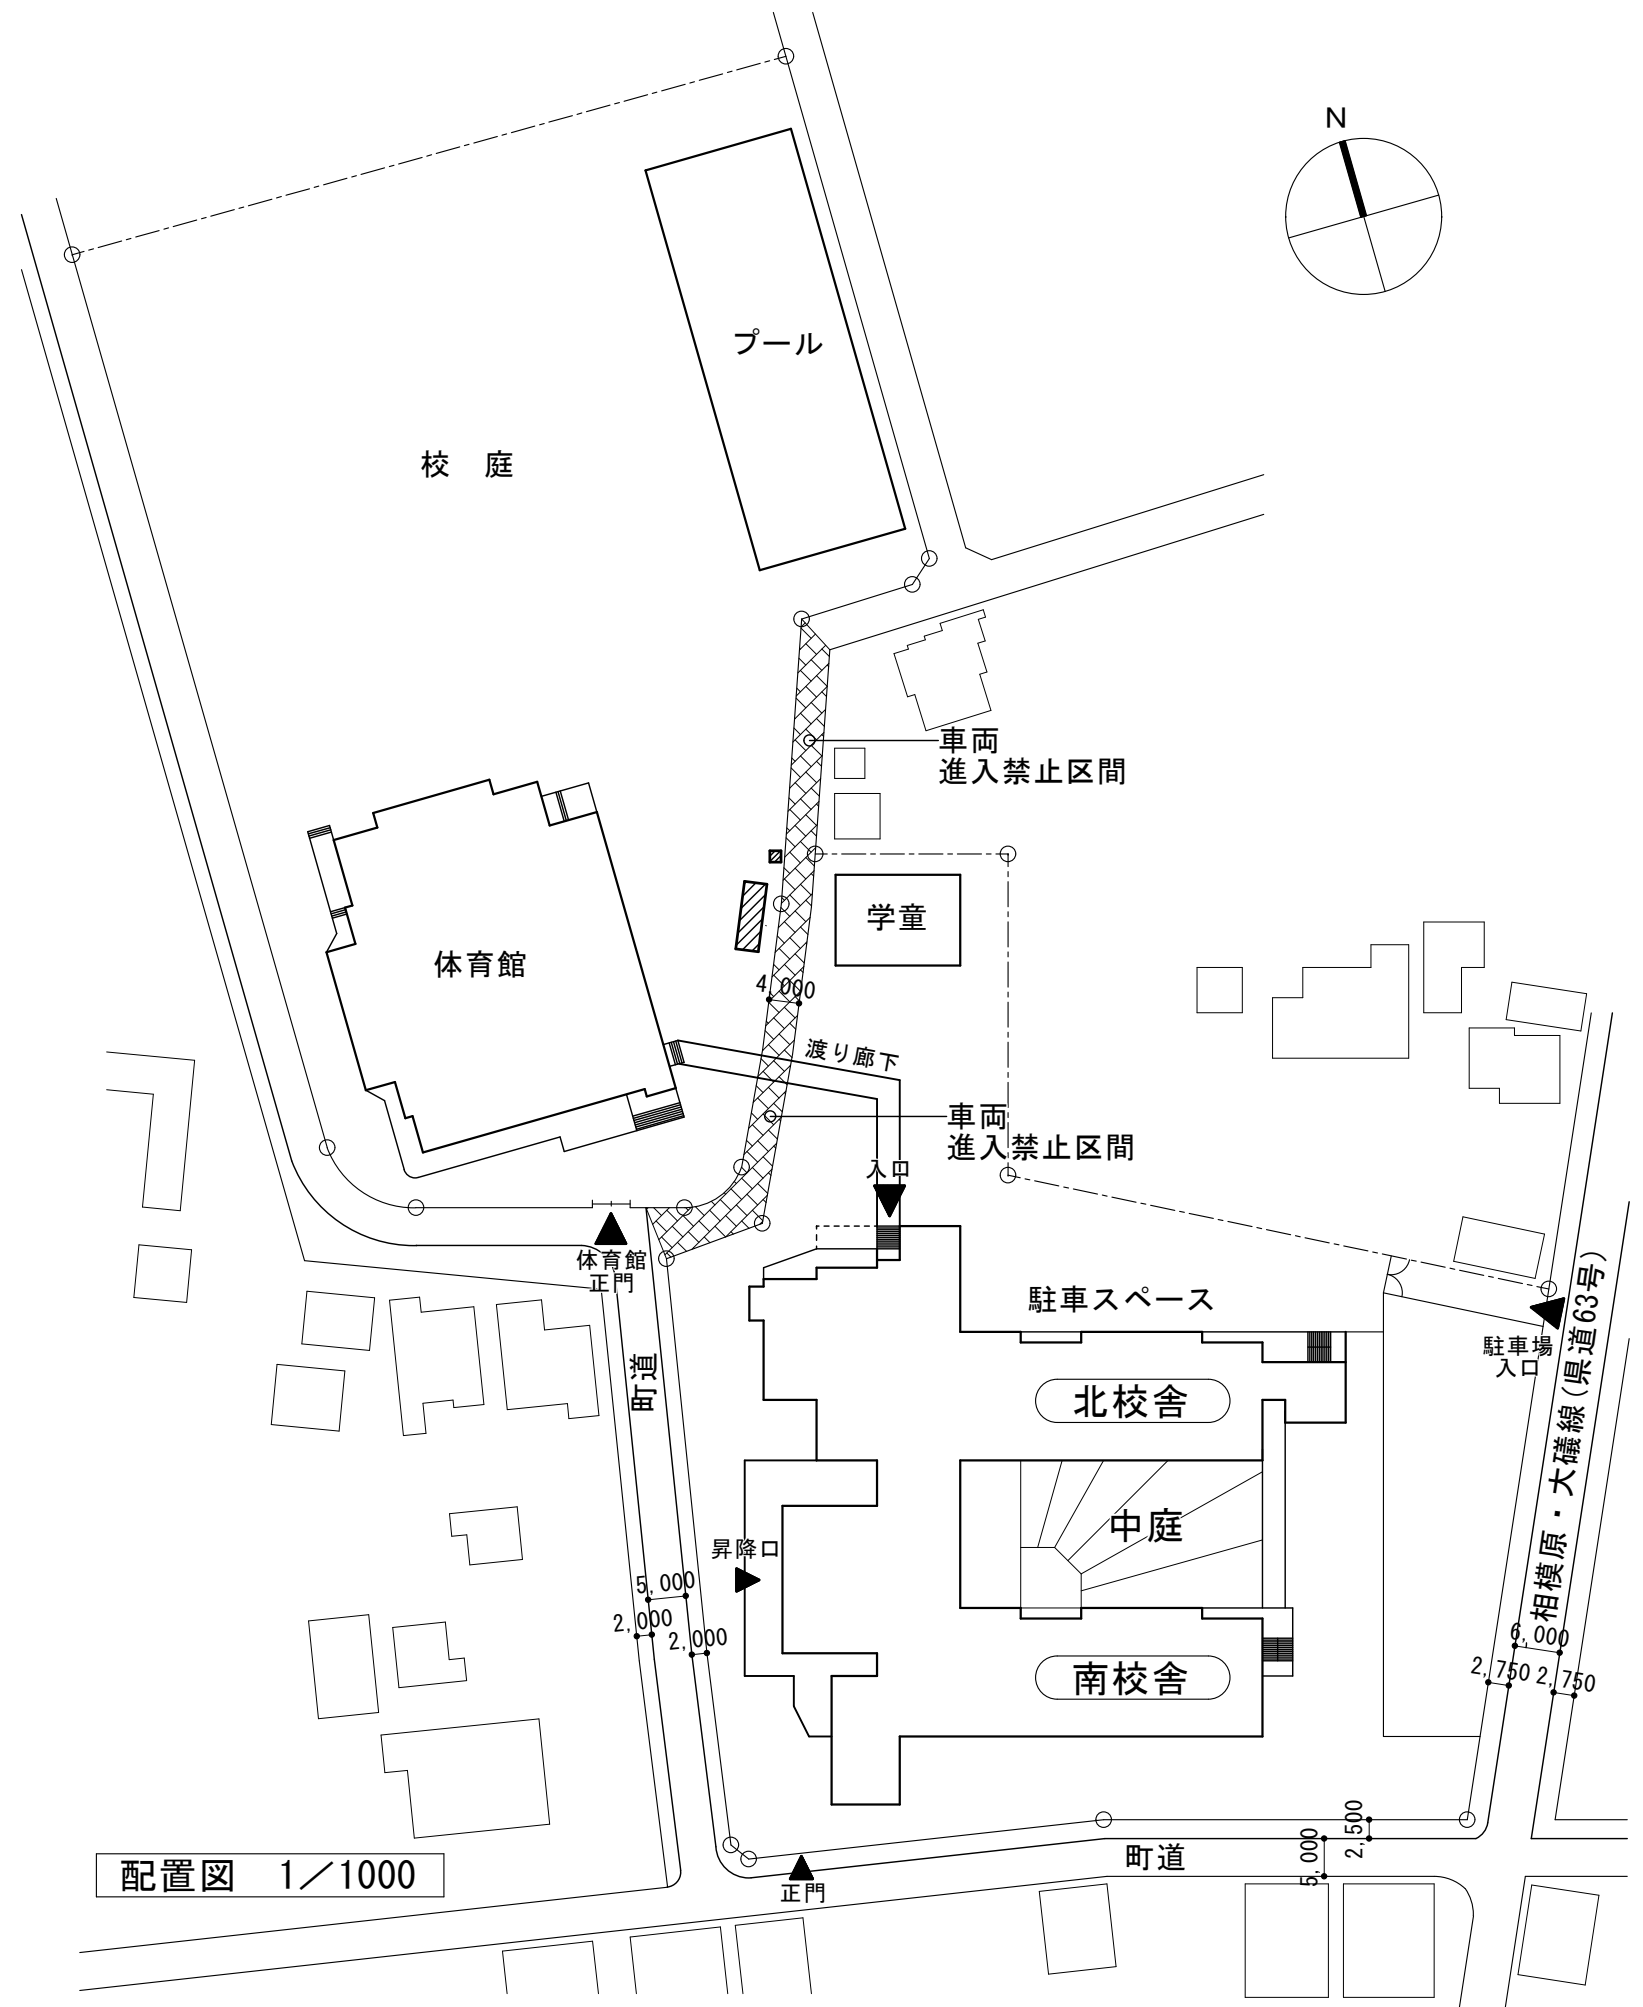 N
プール
校　庭
車両
進入禁止区間
学童
体育館
4,000
渡り廊下
車両
進入禁止区間
入口
体育館
正門
駐車スペース
駐車場
入口
相模原・大礒線(県道63号)
町道
北校舎
中庭
昇降口
5,000
2,000
2,000
6,000
2,750
2,750
南校舎
2,500
5,000
町道
正門
配置図　1／1000